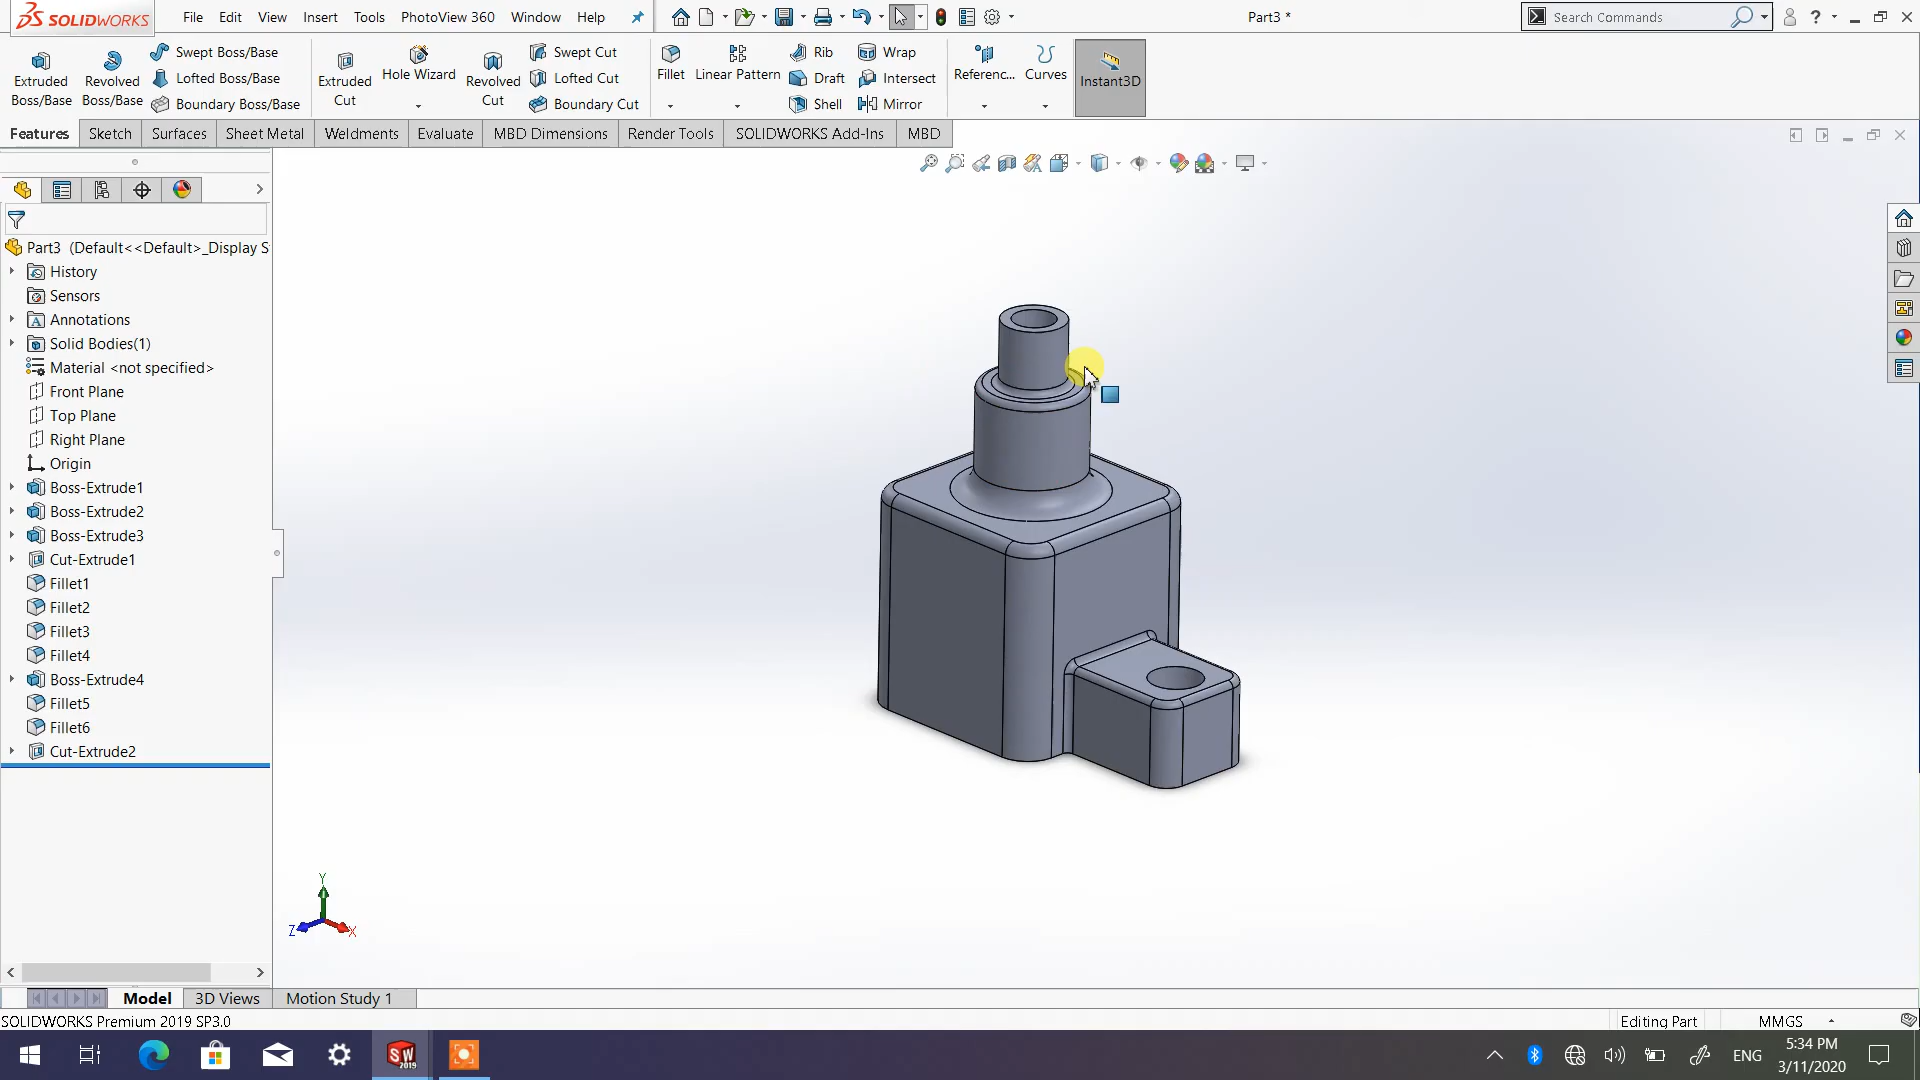 SOLIDWORKS
File Edit View Insert Tools PhotoView 360 Window Help
Part3 *
Search Commands
Extruded Boss/Base
Revolved Boss/Base
Swept Boss/Base
Lofted Boss/Base
Boundary Boss/Base
Extruded Cut
Hole Wizard
Revolved Cut
Swept Cut
Lofted Cut
Boundary Cut
Fillet
Linear Pattern
Rib
Draft
Shell
Wrap
Intersect
Mirror
Referenc...
Curves
Instant3D
Features Sketch Surfaces Sheet Metal Weldments Evaluate MBD Dimensions Render Tools SOLIDWORKS Add-Ins MBD
Part3 (Default<<Default>_Display S
History
Sensors
Annotations
Solid Bodies(1)
Material <not specified>
Front Plane
Top Plane
Right Plane
Origin
Boss-Extrude1
Boss-Extrude2
Boss-Extrude3
Cut-Extrude1
Fillet1
Fillet2
Fillet3
Fillet4
Boss-Extrude4
Fillet5
Fillet6
Cut-Extrude2
Y
Z
X
Model 3D Views Motion Study 1
SOLIDWORKS Premium 2019 SP3.0
Editing Part
MMGS
SW 2019
ENG
5:34 PM
3/11/2020